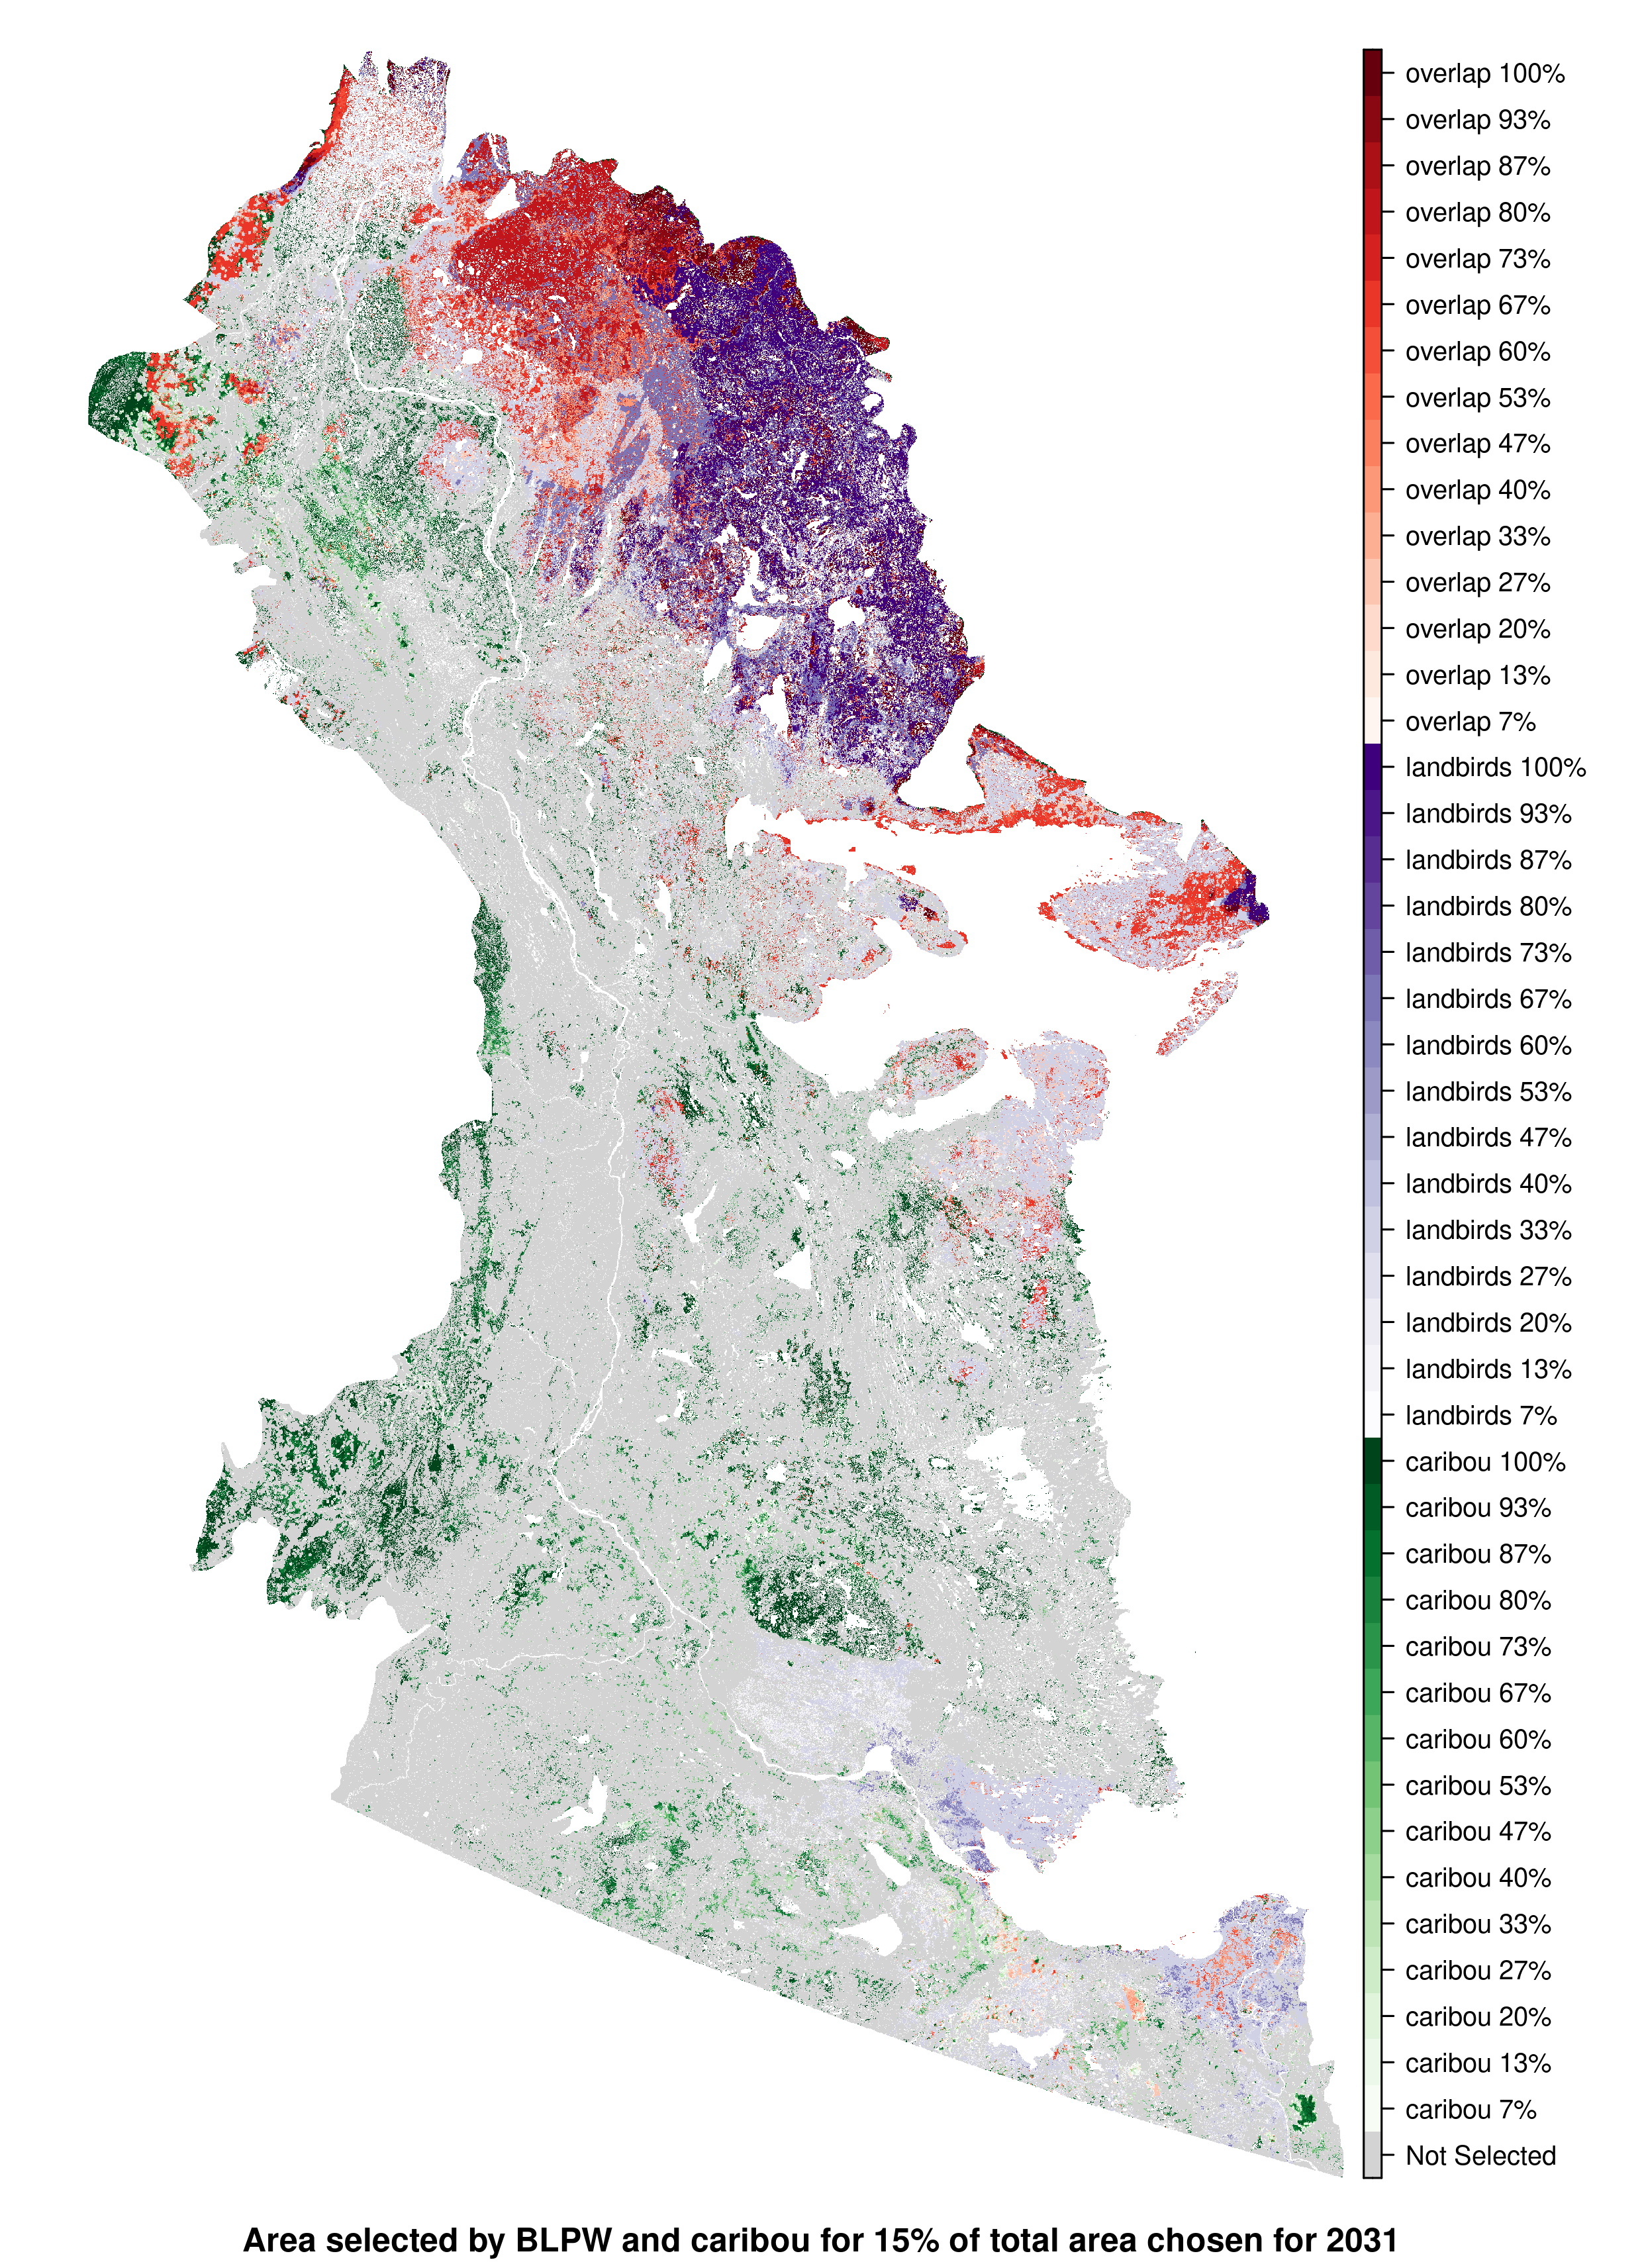 overlap 100%
overlap 93%
overlap 87%
overlap 80%
overlap 73%
overlap 67%
overlap 60%
overlap 53%
overlap 47%
overlap 40%
overlap 33%
overlap 27%
overlap 20%
overlap 13%
overlap 7%
landbirds 100%
landbirds 93%
landbirds 87%
landbirds 80%
landbirds 73%
landbirds 67%
landbirds 60%
landbirds 53%
landbirds 47%
landbirds 40%
landbirds 33%
landbirds 27%
landbirds 20%
landbirds 13%
landbirds 7%
caribou 100%
caribou 93%
caribou 87%
caribou 80%
caribou 73%
caribou 67%
caribou 60%
caribou 53%
caribou 47%
caribou 40%
caribou 33%
caribou 27%
caribou 20%
caribou 13%
caribou 7%
Not Selected
Area selected by BLPW and caribou for 15% of total area chosen for 2031